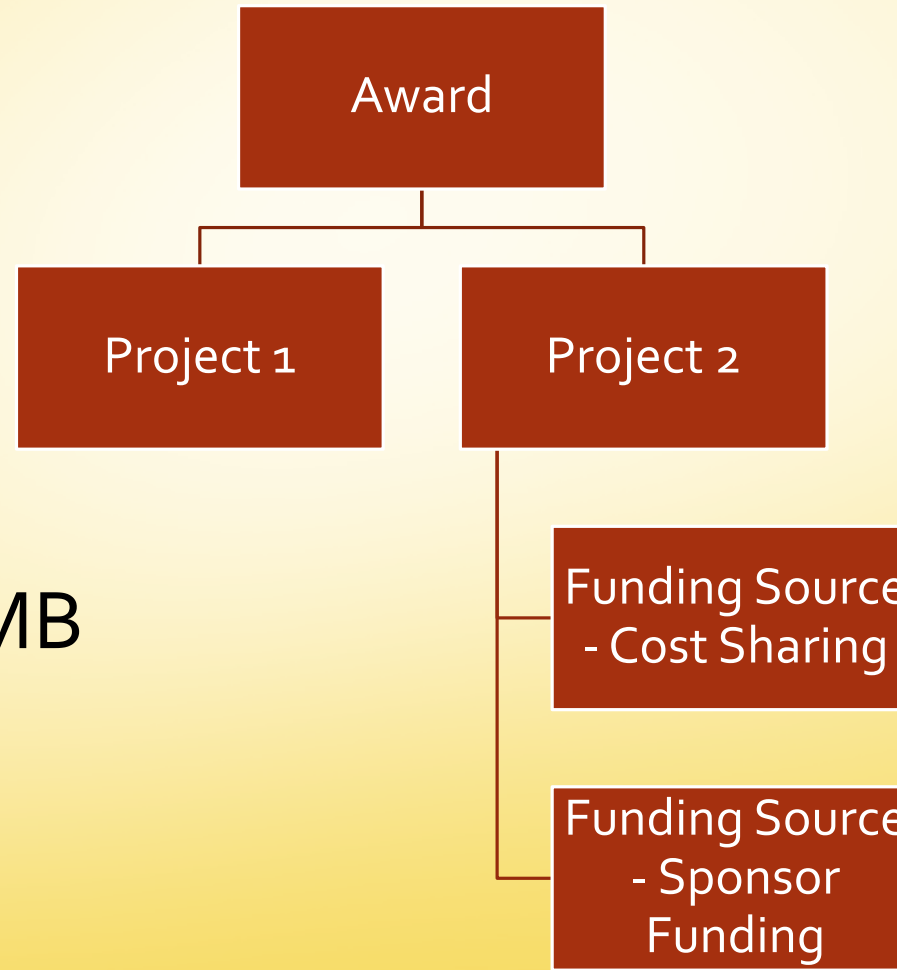 Award
Project 1
Project 2
MB
Funding Source
- Cost Sharing
Funding Source
- Sponsor
Funding